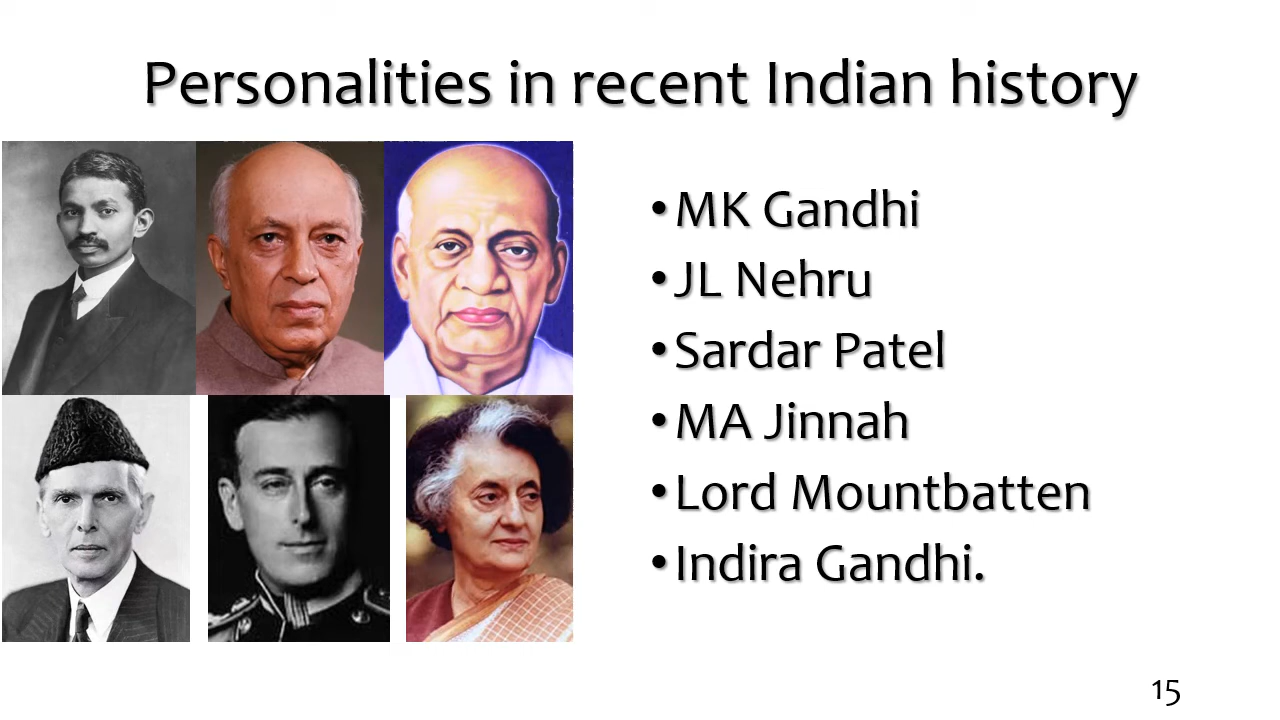 Personalities in recent Indian history
•MK Gandhi
•JL Nehru
•Sardar Patel
•MA Jinnah
•Lord Mountbatten
•Indira Gandhi.
15